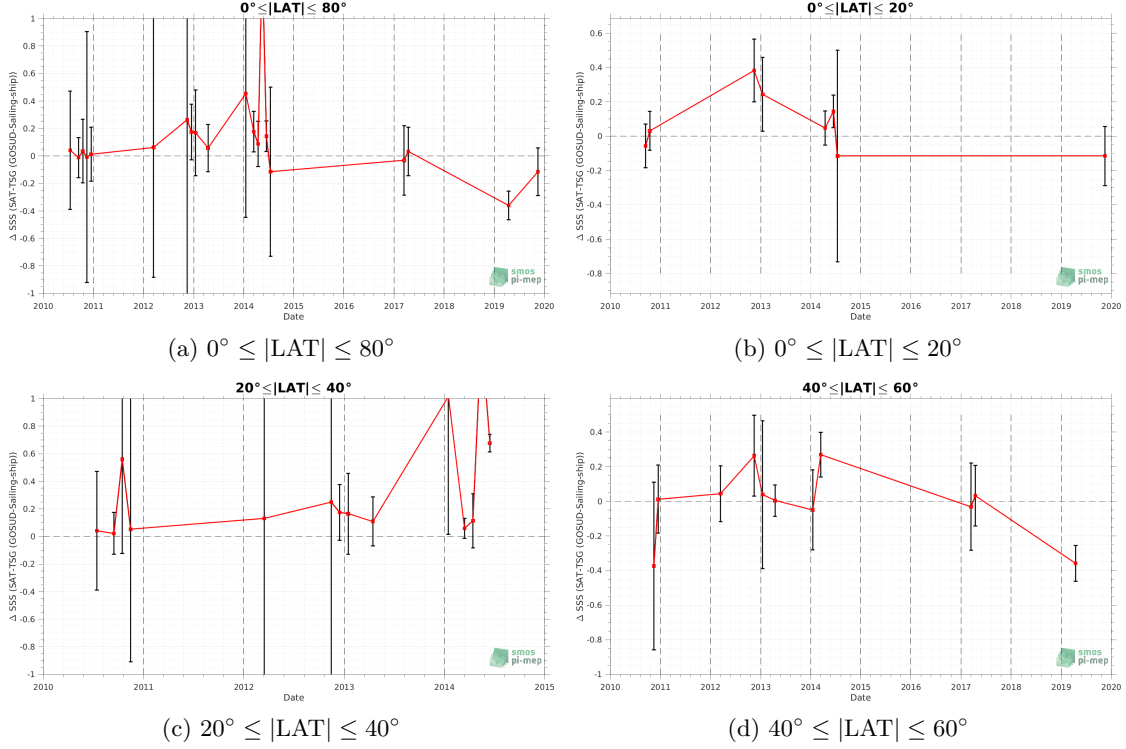 0°≤|LAT|≤ 80°
Δ SSS (SAT-TSG (GOSUD-Sailing-ship))
1
0.8
0.6
0.4
0.2
0
-0.2
-0.4
-0.6
-0.8
-1
2010 2011 2012 2013 2014 2015 2016 2017 2018 2019 2020
Date
smos
pi-mep
(a) 0° ≤ |LAT| ≤ 80°
0°≤|LAT|≤ 20°
Δ SSS (SAT-TSG (GOSUD-Sailing-ship))
0.6
0.4
0.2
0
-0.2
-0.4
-0.6
-0.8
2010 2011 2012 2013 2014 2015 2016 2017 2018 2019 2020
Date
smos
pi-mep
(b) 0° ≤ |LAT| ≤ 20°
20°≤|LAT|≤ 40°
Δ SSS (SAT-TSG (GOSUD-Sailing-ship))
1
0.8
0.6
0.4
0.2
0
-0.2
-0.4
-0.6
-0.8
-1
2010 2011 2012 2013 2014 2015
Date
smos
pi-mep
(c) 20° ≤ |LAT| ≤ 40°
40°≤|LAT|≤ 60°
Δ SSS (SAT-TSG (GOSUD-Sailing-ship))
0.4
0.2
0
-0.2
-0.4
-0.6
-0.8
-1
2010 2011 2012 2013 2014 2015 2016 2017 2018 2019 2020
Date
smos
pi-mep
(d) 40° ≤ |LAT| ≤ 60°